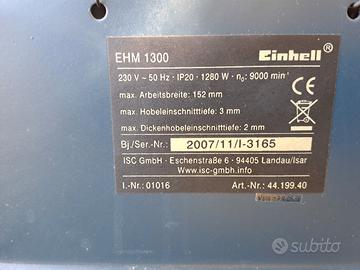 EHM 1300
Einhell®
230 V ~ 50 Hz · IP20 · 1280 W · n₀: 9000 min⁻¹
max. Arbeitsbreite: 152 mm
max. Hobeleinschnitttiefe: 3 mm
max. Dickenhobeleinschnitttiefe: 2 mm
CE
Bj./Ser.-Nr.: 2007/11/I-3165
ISC GmbH · Eschenstraße 6 · 94405 Landau/Isar
www.isc-gmbh.info
I.-Nr.: 01016
Art.-Nr.: 44.199.40
subito